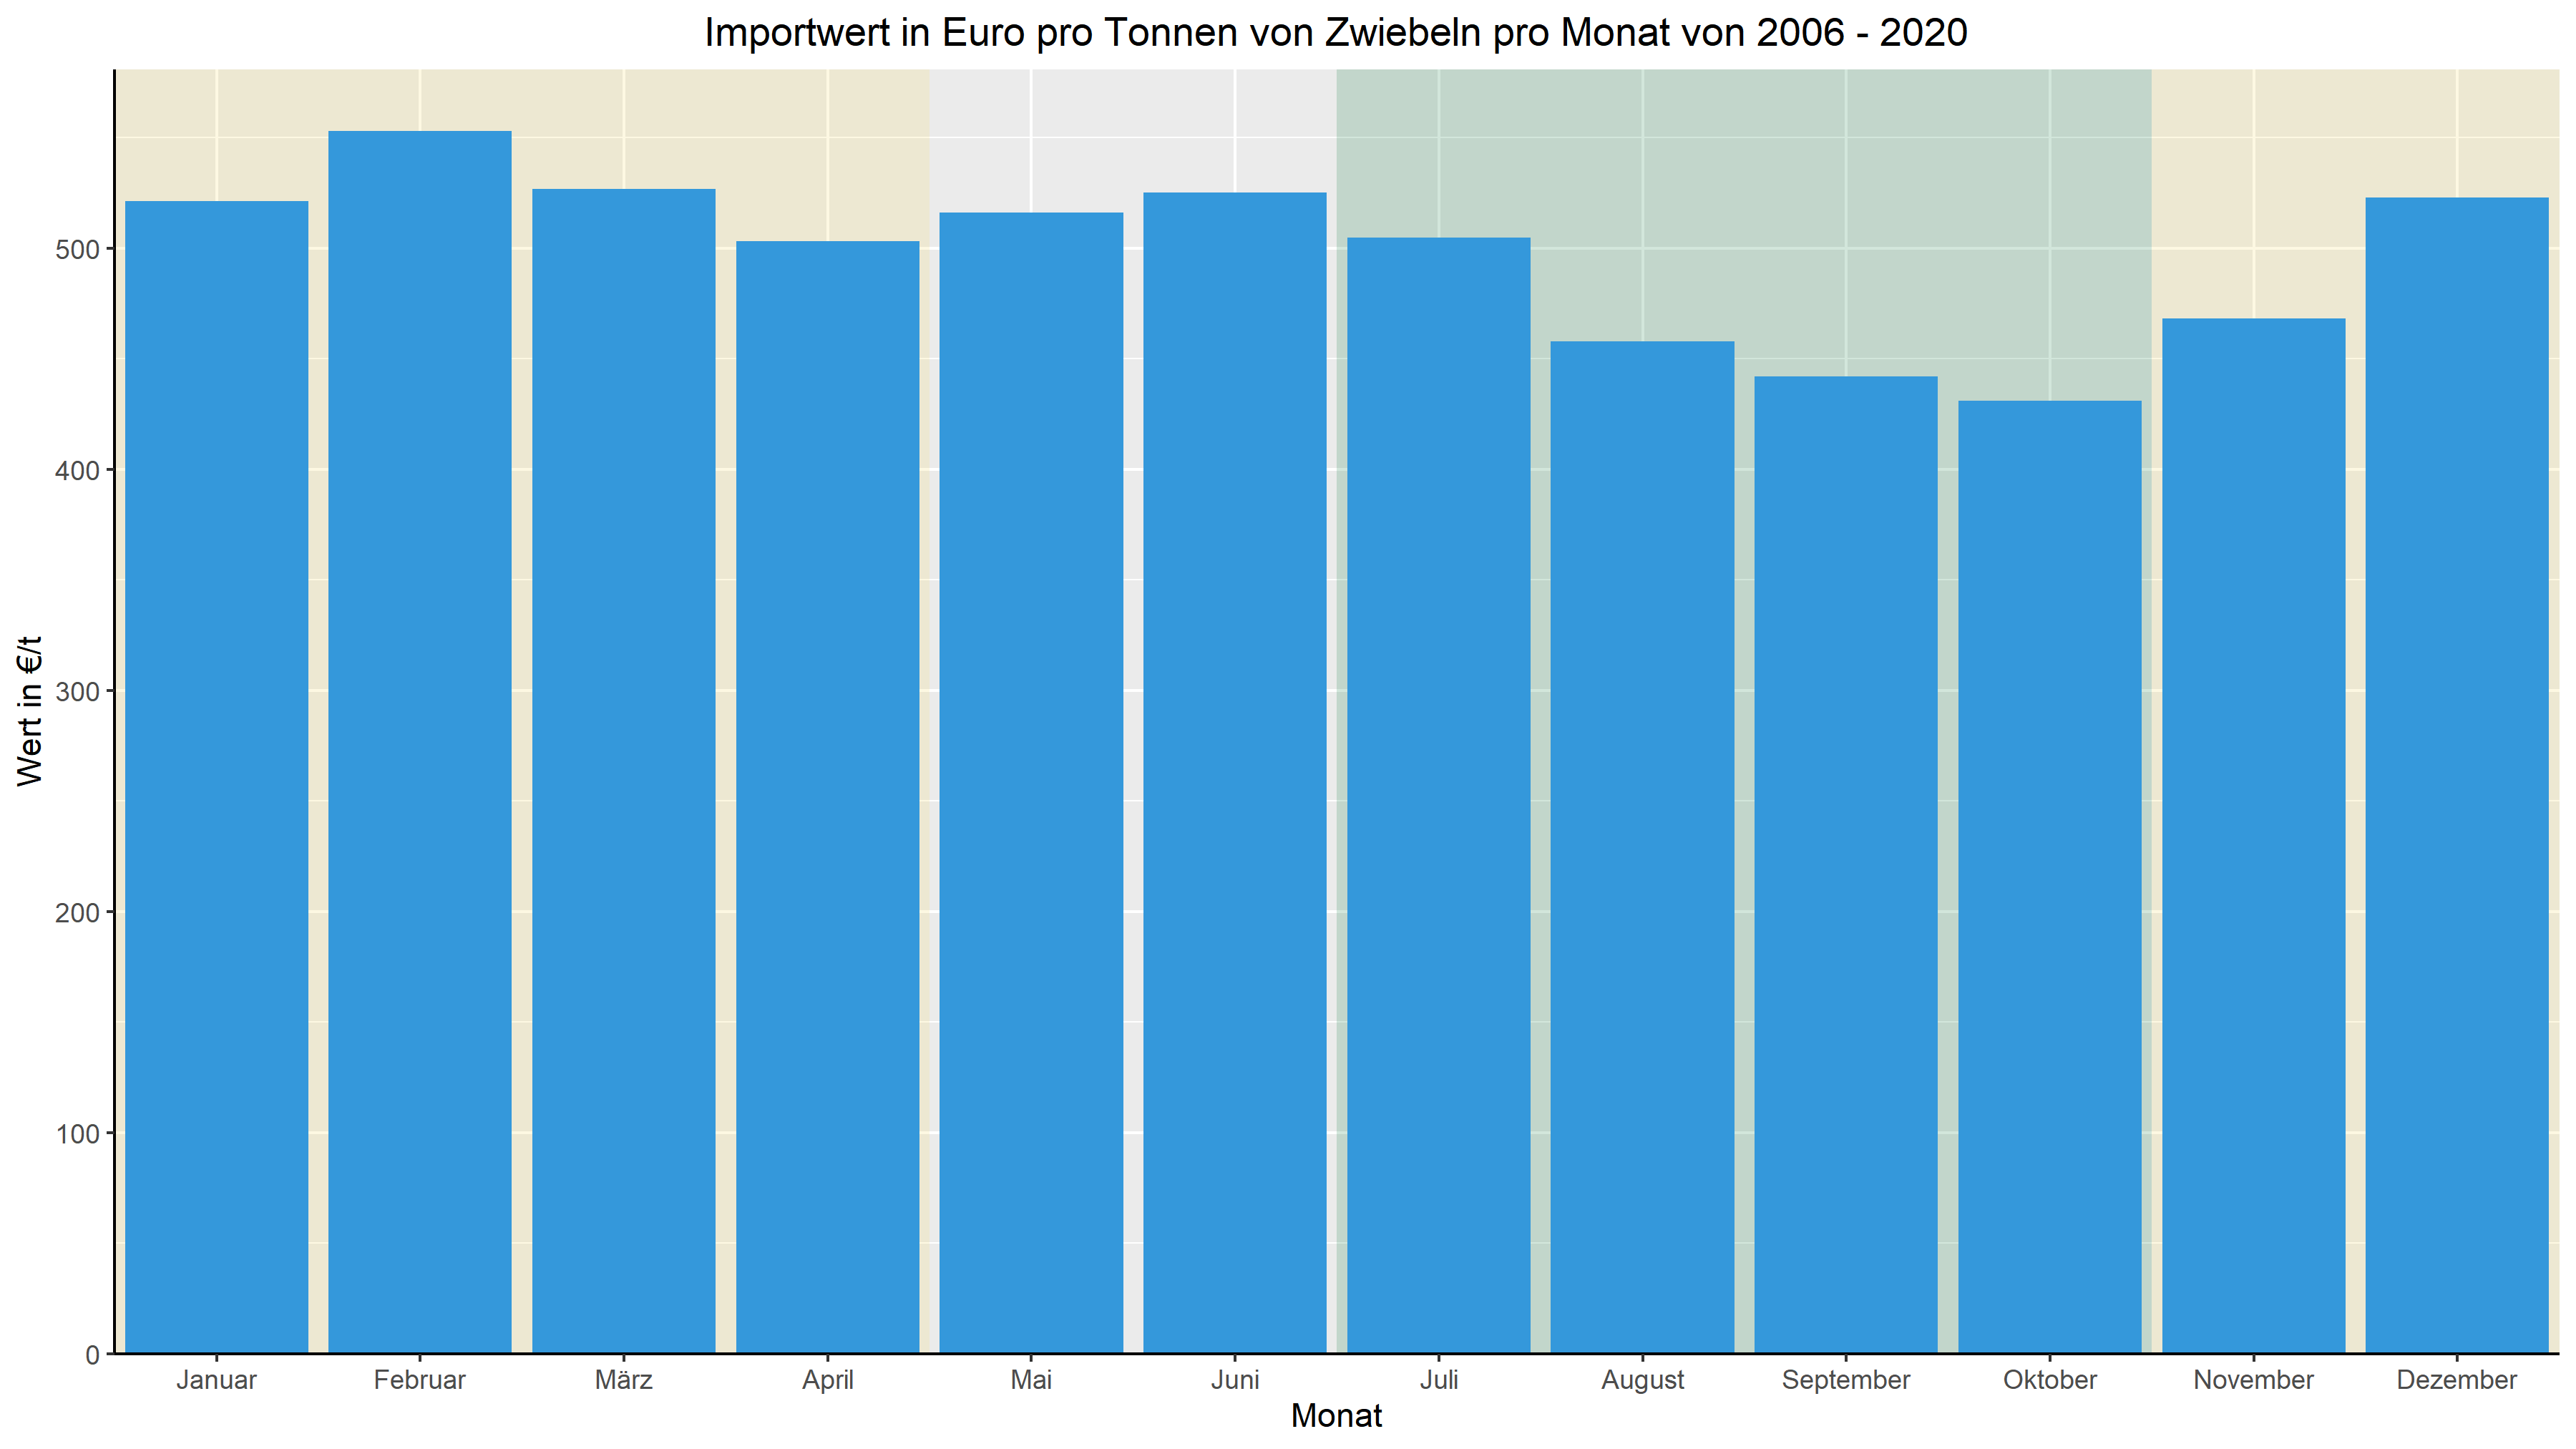 Importwert in Euro pro Tonnen von Zwiebeln pro Monat von 2006 - 2020
Wert in €/t
500
400
300
200
100
0
Januar Februar März April Mai Juni Juli August September Oktober November Dezember
Monat